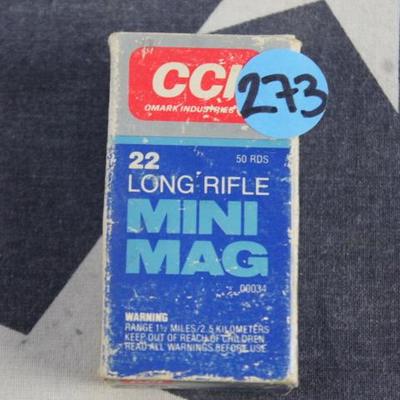 CCI
273
OMARK INDUSTRIES
22
50 RDS
LONG RIFLE
MINI
MAG
00034
WARNING
RANGE 1½ MILES/2.5 KILOMETERS
KEEP OUT OF REACH OF CHILDREN
READ ALL WARNINGS BEFORE USE